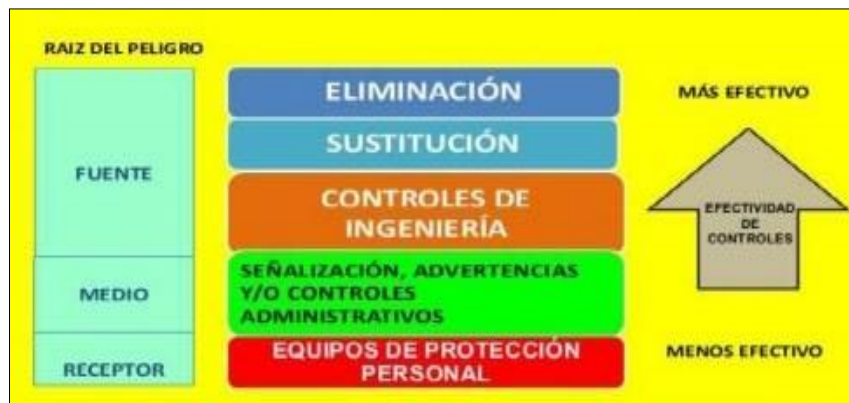 RAIZ DEL PELIGRO
FUENTE
MEDIO
RECEPTOR
ELIMINACIÓN
SUSTITUCIÓN
CONTROLES DE
INGENIERÍA
SEÑALIZACIÓN, ADVERTENCIAS
Y/O CONTROLES
ADMINISTRATIVOS
EQUIPOS DE PROTECCIÓN
PERSONAL
MÁS EFECTIVO
EFECTIVIDAD
DE
CONTROLES
MENOS EFECTIVO